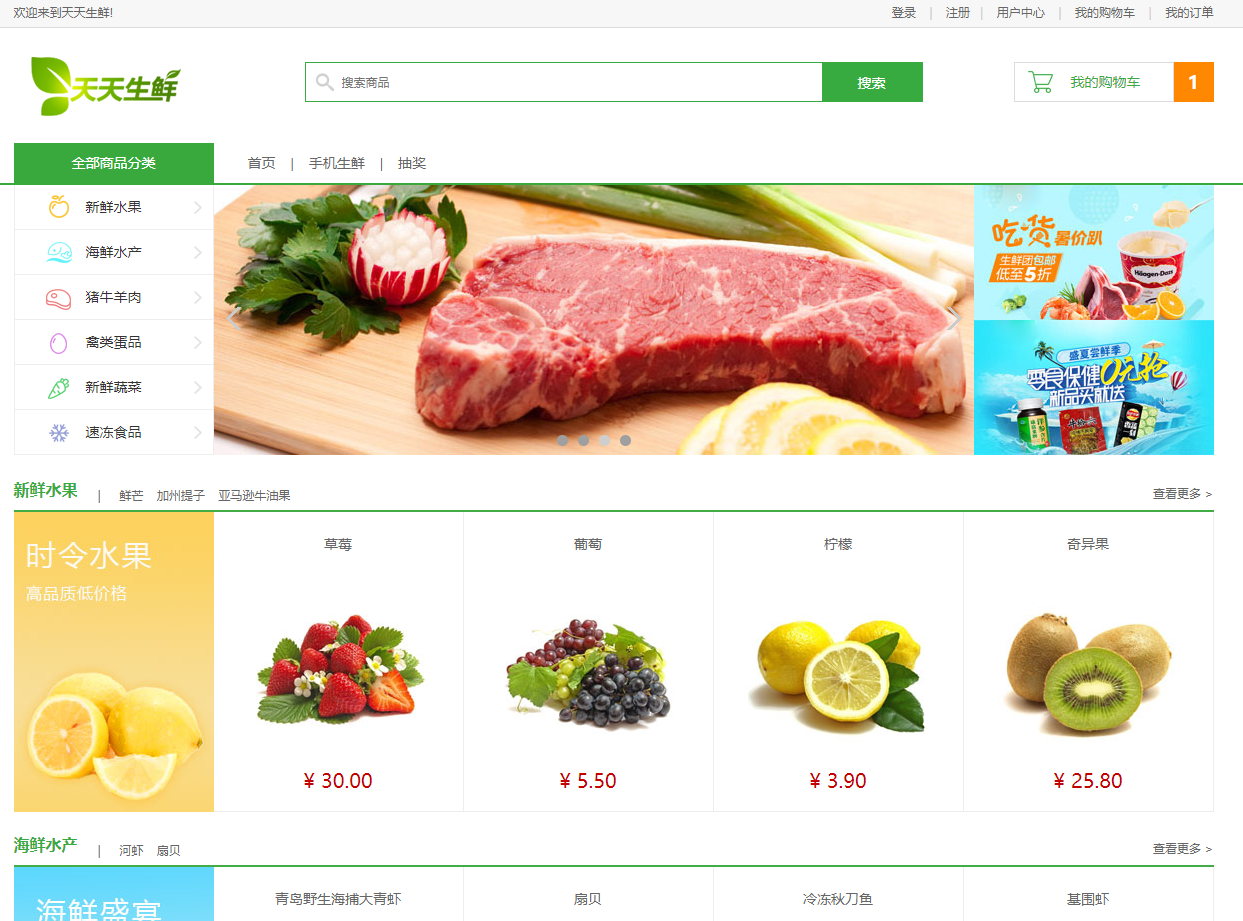 欢迎来到天天生鲜!
登录 | 注册 | 用户中心 | 我的购物车 | 我的订单
天天生鲜
搜索商品
搜索
我的购物车
1
全部商品分类
首页 | 手机生鲜 | 抽奖
新鲜水果
海鲜水产
猪牛羊肉
禽类蛋品
新鲜蔬菜
速冻食品
吃货暑价趴
生鲜团包邮
低至5折
Häagen-Dazs
盛夏尝鲜季
零食保健0元抢
新品买就送
新鲜水果 | 鲜芒 加州提子 亚马逊牛油果
查看更多 >
时令水果
高品质低价格
草莓
¥ 30.00
葡萄
¥ 5.50
柠檬
¥ 3.90
奇异果
¥ 25.80
海鲜水产 | 河虾 扇贝
查看更多 >
海鲜盛宴
青岛野生海捕大青虾
扇贝
冷冻秋刀鱼
基围虾